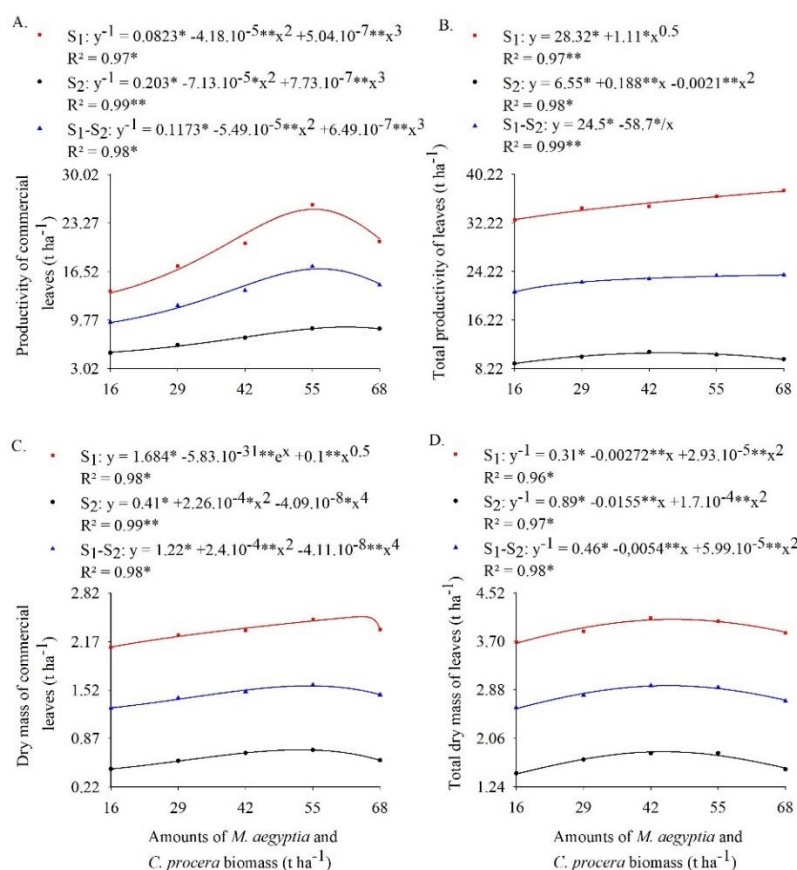 A.
S₁: y⁻¹ = 0.0823* -4.18.10⁻⁵**x² +5.04.10⁻⁷**x³
R² = 0.97*
S₂: y⁻¹ = 0.203* -7.13.10⁻⁵*x² +7.73.10⁻⁷**x³
R² = 0.99**
S₁-S₂: y⁻¹ = 0.1173* -5.49.10⁻⁵**x² +6.49.10⁻⁷**x³
R² = 0.98*
Productivity of commercial
leaves (t ha⁻¹)
30.02
23.27
16.52
9.77
3.02
16 29 42 55 68
B.
S₁: y = 28.32* +1.11*x⁰·⁵
R² = 0.97**
S₂: y = 6.55* +0.188**x -0.0021**x²
R² = 0.98*
S₁-S₂: y = 24.5* -58.7*/x
R² = 0.99**
Total productivity of leaves (t ha⁻¹)
40.22
32.22
24.22
16.22
8.22
16 29 42 55 68
C.
S₁: y = 1.684* -5.83.10⁻³¹**eˣ +0.1**x⁰·⁵
R² = 0.98*
S₂: y = 0.41* +2.26.10⁻⁴*x² -4.09.10⁻⁸*x⁴
R² = 0.99**
S₁-S₂: y = 1.22* +2.4.10⁻⁴**x² -4.11.10⁻⁸**x⁴
R² = 0.98*
Dry mass of commercial
leaves (t ha⁻¹)
2.82
2.17
1.52
0.87
0.22
16 29 42 55 68
Amounts of M. aegyptia and
C. procera biomass (t ha⁻¹)
D.
S₁: y⁻¹ = 0.31* -0.00272**x +2.93.10⁻⁵**x²
R² = 0.96*
S₂: y⁻¹ = 0.89* -0.0155**x +1.7.10⁻⁴**x²
R² = 0.97*
S₁-S₂: y⁻¹ = 0.46* -0,0054**x +5.99.10⁻⁵**x²
R² = 0.98*
Total dry mass of leaves (t ha⁻¹)
4.52
3.70
2.88
2.06
1.24
16 29 42 55 68
Amounts of M. aegyptia and
C. procera biomass (t ha⁻¹)